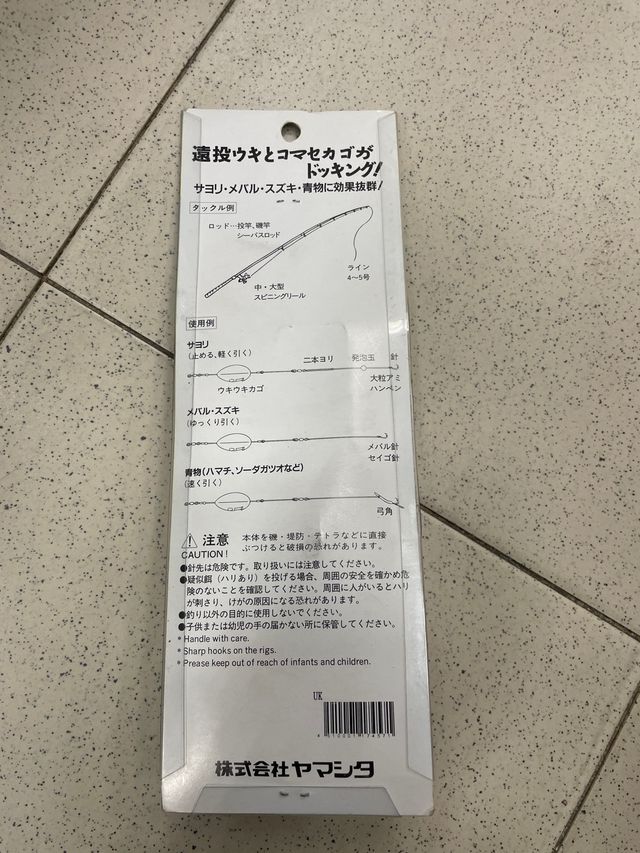 遠投ウキとコマセカゴが
ドッキング!
サヨリ・メバル・スズキ・青物に効果抜群!
タックル例
ロッド…投竿、磯竿
シーバスロッド
ライン
4〜5号
中・大型
スピニングリール
使用例
サヨリ
(止める、軽く引く)
二本ヨリ 発泡玉 針
ウキウキカゴ
大粒アミ
ハンペン
メバル・スズキ
(ゆっくり引く)
メバル針
セイゴ針
青物(ハマチ、ソーダガツオなど)
(速く引く)
弓角
注意 本体を磯・堤防・テトラなどに直接
CAUTION! ぶつけると破損の恐れがあります。
●針先は危険です。取り扱いには注意してください。
●疑似餌(ハリあり)を投げる場合、周囲の安全を確かめ危
険のないことを確認してください。周囲に人がいるとハリ
が刺さり、けがの原因になる恐れがあります。
●釣り以外の目的に使用しないでください。
●子供または幼児の手の届かない所に保管してください。
* Handle with care.
* Sharp hooks on the rigs.
* Prease keep out of reach of infants and children.
UK
株式会社ヤマシタ